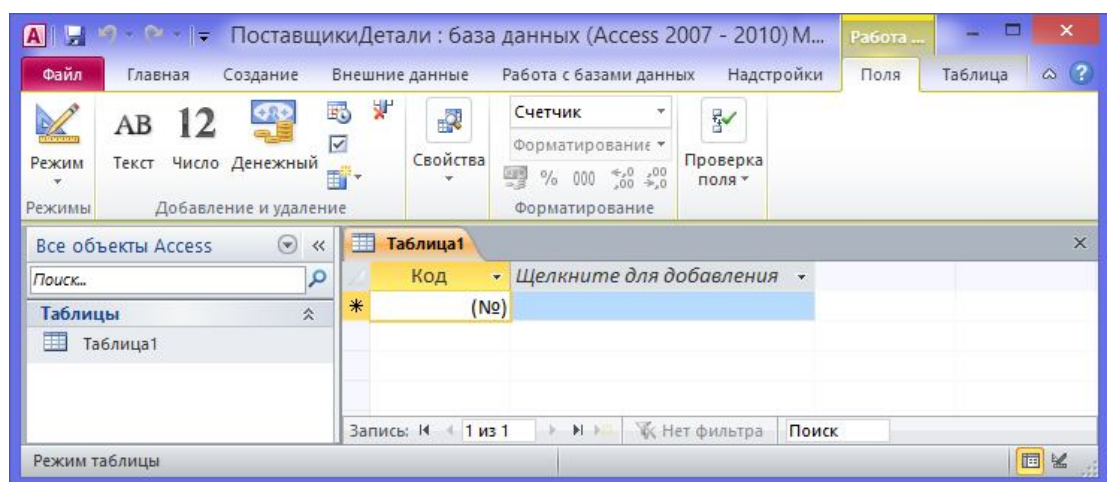 ПоставщикиДетали : база данных (Access 2007 - 2010) M...
Работа ...
Файл Главная Создание Внешние данные Работа с базами данных Надстройки Поля Таблица
AB 12
Режим Текст Число Денежный Свойства
Счетчик
Форматирование
% 000
Проверка поля
Режимы Добавление и удаление Форматирование
Все объекты Access
Таблица1
Поиск...
Код Щелкните для добавления
Таблицы
(№)
Таблица1
Запись: 1 из 1 Нет фильтра Поиск
Режим таблицы